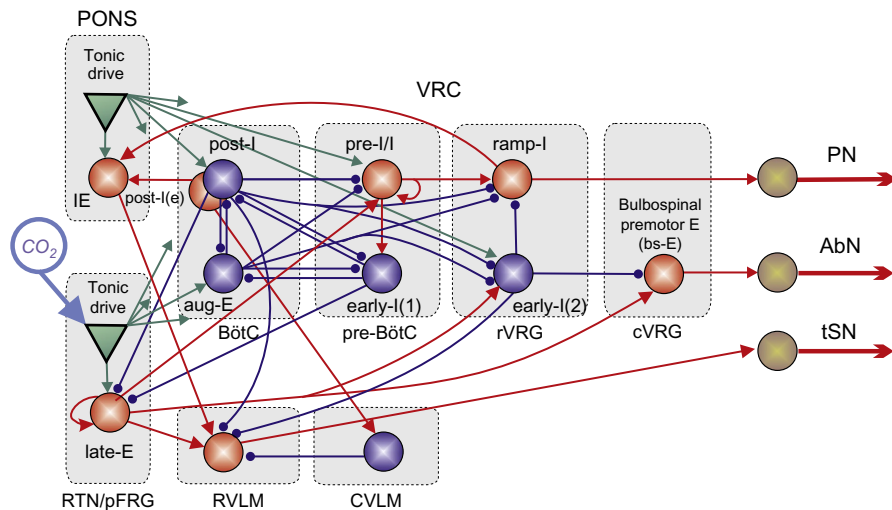 PONS
Tonic
drive
VRC
post-I
pre-I/I
ramp-I
PN
IE
post-I(e)
Bulbospinal
premotor E
(bs-E)
CO2
AbN
Tonic
drive
aug-E
early-I(1)
early-I(2)
BötC
pre-BötC
rVRG
cVRG
tSN
late-E
RTN/pFRG
RVLM
CVLM